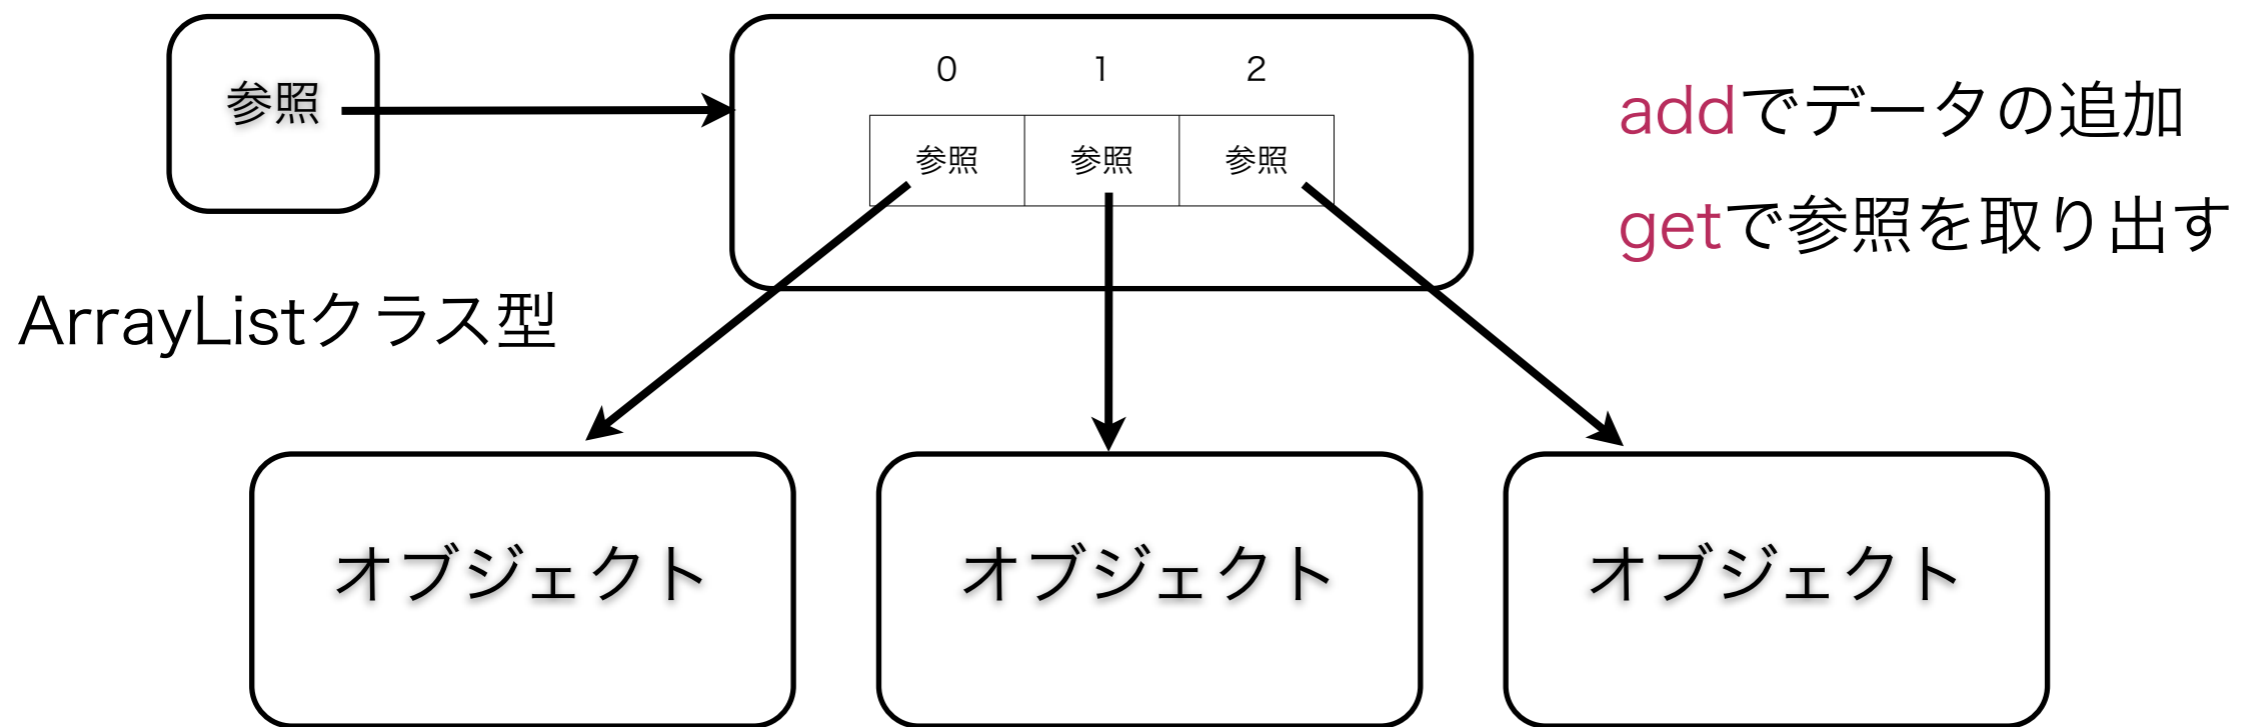 参照
0 1 2
参照 参照 参照
addでデータの追加
getで参照を取り出す
ArrayListクラス型
オブジェクト オブジェクト オブジェクト